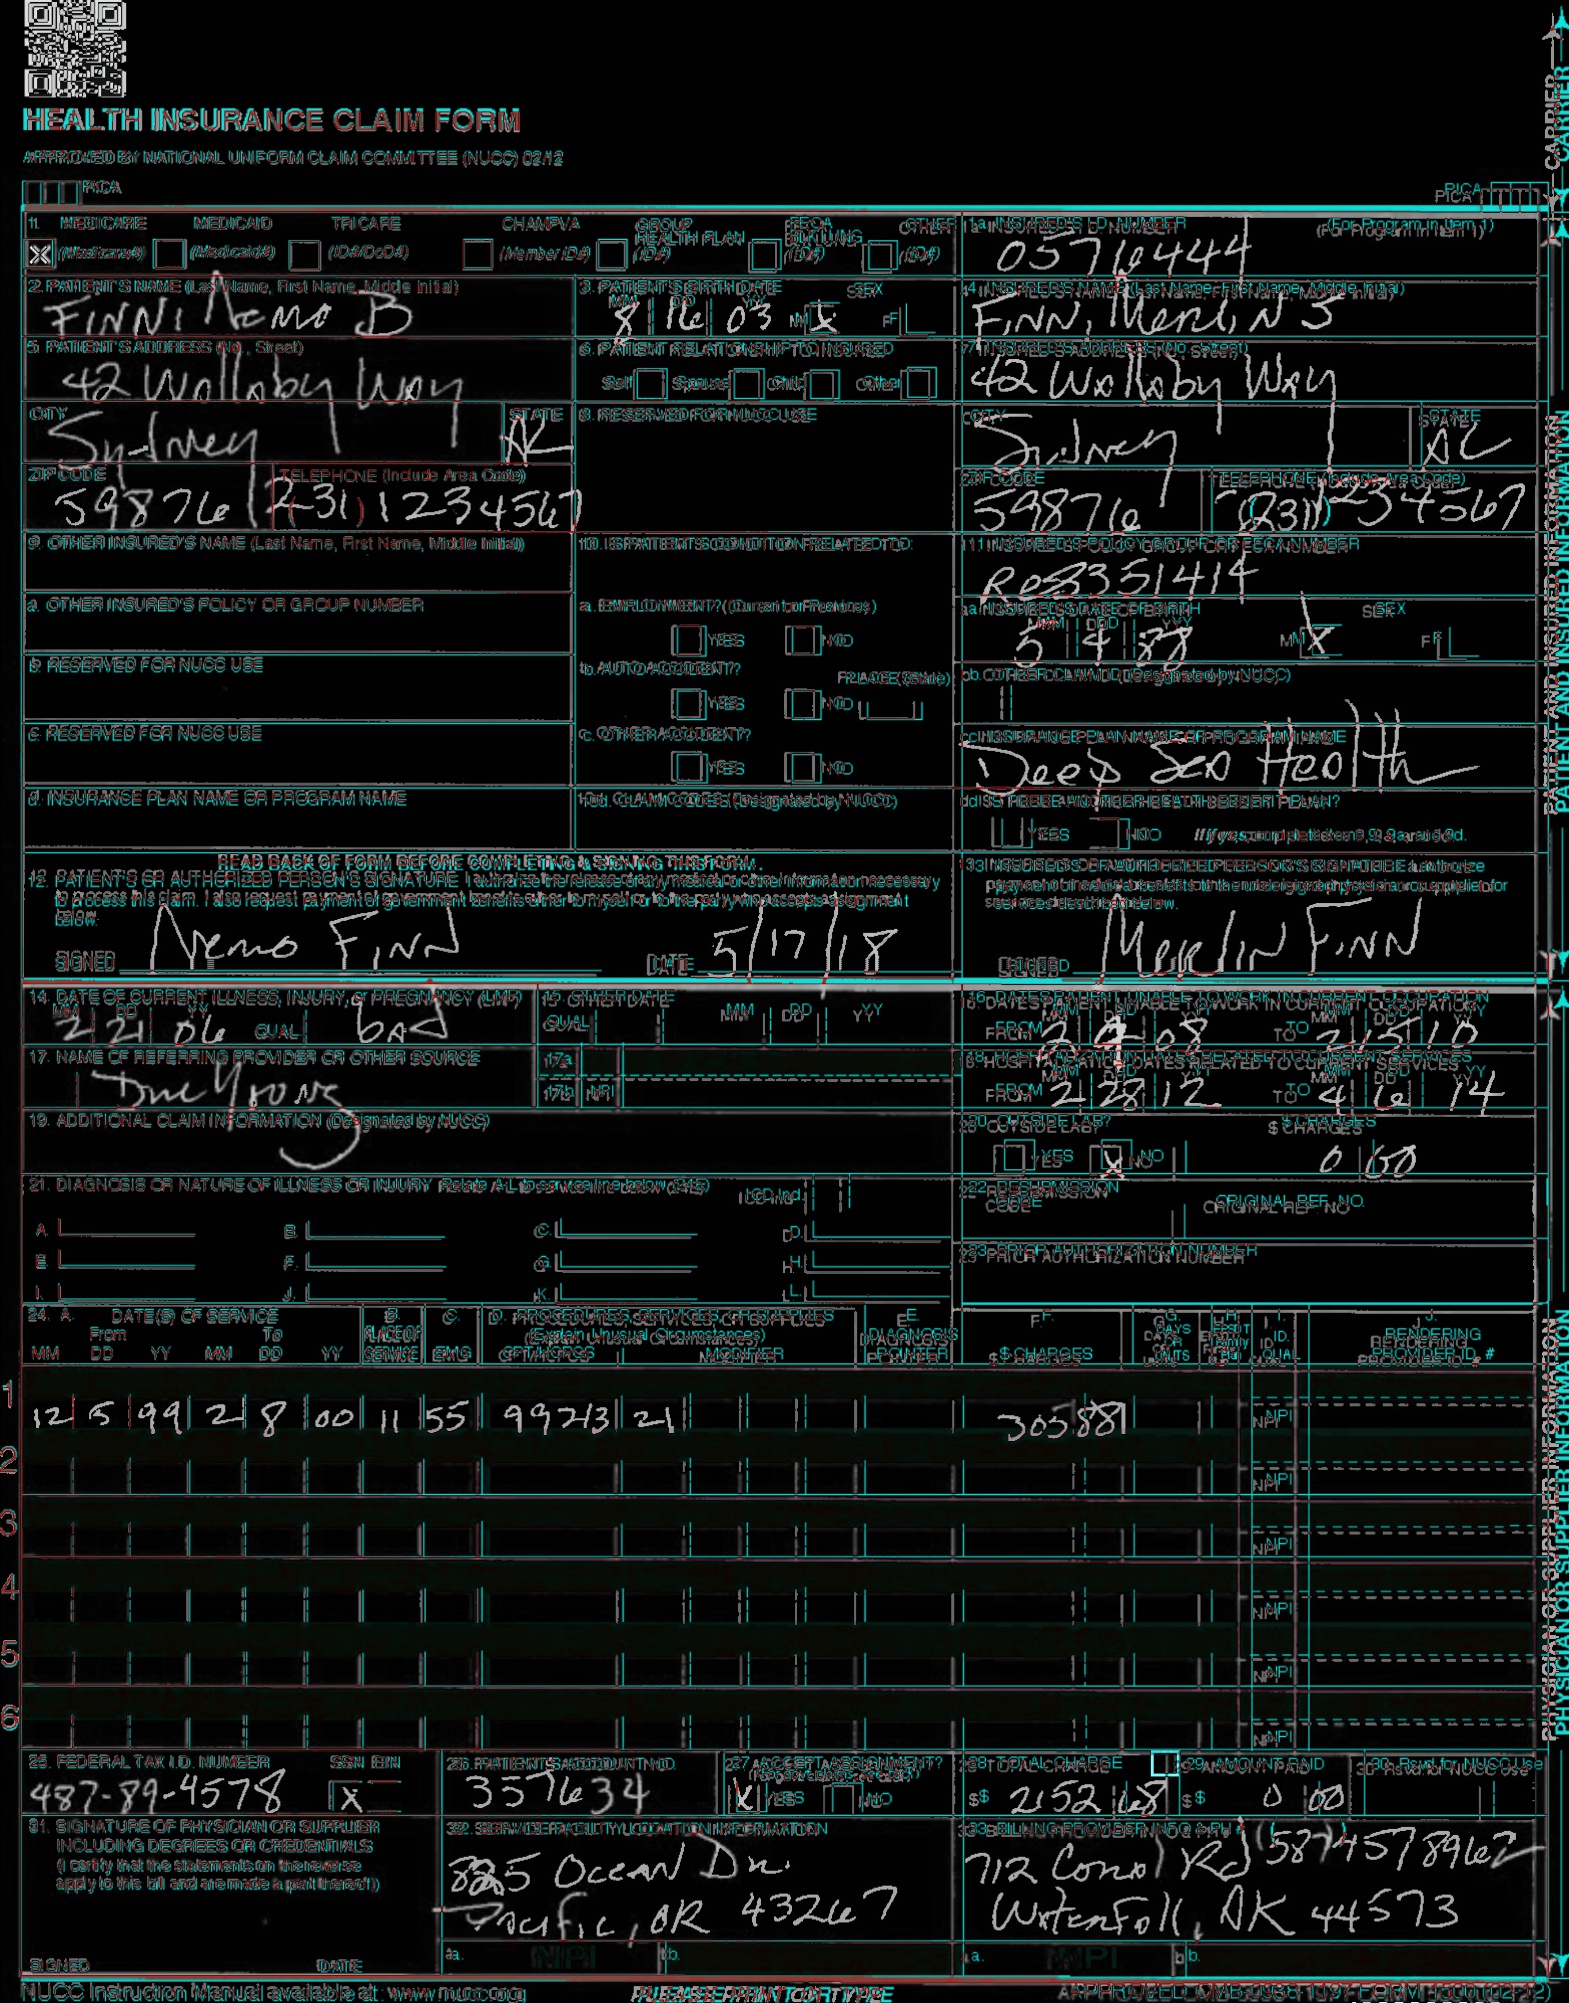 HEALTH INSURANCE CLAIM FORM
APPROVED BY NATIONAL UNIFORM CLAIM COMMITTEE (NUCC) 02/12
PICA
PICA
CARRIER
1. MEDICARE MEDICAID TRICARE CHAMPVA GROUP HEALTH PLAN FECA BLK LUNG OTHER
X (Medicare#) (Medicaid#) (ID#/DoD#) (Member ID#) (ID#) (ID#) (ID#)
1a. INSURED'S I.D. NUMBER (For Program in Item 1)
05716444
2. PATIENT'S NAME (Last Name, First Name, Middle Initial)
FINN, Nemo B
3. PATIENT'S BIRTH DATE SEX
MM DD YY
8 16 03 M X F
4. INSURED'S NAME (Last Name, First Name, Middle Initial)
FINN, Merlin S
5. PATIENT'S ADDRESS (No., Street)
42 Wallaby Way
6. PATIENT RELATIONSHIP TO INSURED
Self Spouse Child Other
7. INSURED'S ADDRESS (No., Street)
42 Wallaby Way
CITY STATE
Sydney AK
8. RESERVED FOR NUCC USE
CITY STATE
Sydney
ZIP CODE TELEPHONE (Include Area Code)
59876 (231) 1234567
ZIP CODE TELEPHONE (Include Area Code)
59876 (231) 1234567
9. OTHER INSURED'S NAME (Last Name, First Name, Middle Initial)
10. IS PATIENT'S CONDITION RELATED TO:
11. INSURED'S POLICY GROUP OR FECA NUMBER
a. OTHER INSURED'S POLICY OR GROUP NUMBER
a. EMPLOYMENT? (Current or Previous)
YES NO
a. INSURED'S DATE OF BIRTH SEX
MM DD YY
5 4 88 M X F
b. RESERVED FOR NUCC USE
b. AUTO ACCIDENT? PLACE (State)
YES NO
b. OTHER CLAIM ID (Designated by NUCC)
c. RESERVED FOR NUCC USE
c. OTHER ACCIDENT?
YES NO
c. INSURANCE PLAN NAME OR PROGRAM NAME
Deep Sea Health
d. INSURANCE PLAN NAME OR PROGRAM NAME
10d. CLAIM CODES (Designated by NUCC)
d. IS THERE ANOTHER HEALTH BENEFIT PLAN?
YES NO If yes, complete items 9, 9a, and 9d.
READ BACK OF FORM BEFORE COMPLETING & SIGNING THIS FORM.
12. PATIENT'S OR AUTHORIZED PERSON'S SIGNATURE I authorize the release of any medical or other information necessary
to process this claim. I also request payment of government benefits either to myself or to the party who accepts assignment
below.
SIGNED Nemo Finn DATE 5/17/18
13. INSURED'S OR AUTHORIZED PERSON'S SIGNATURE I authorize
payment of medical benefits to the undersigned physician or supplier for
services described below.
SIGNED Merlin Finn
PATIENT AND INSURED INFORMATION
14. DATE OF CURRENT ILLNESS, INJURY, or PREGNANCY (LMP)
MM DD YY
2 21 06 QUAL bad
15. OTHER DATE
QUAL MM DD YY
16. DATES PATIENT UNABLE TO WORK IN CURRENT OCCUPATION
MM DD YY MM DD YY
FROM 2 08 TO 2 15 10
17. NAME OF REFERRING PROVIDER OR OTHER SOURCE
17a.
17b. NPI
18. HOSPITALIZATION DATES RELATED TO CURRENT SERVICES
MM DD YY MM DD YY
FROM 2 28 12 TO 4 6 14
19. ADDITIONAL CLAIM INFORMATION (Designated by NUCC)
20. OUTSIDE LAB? $ CHARGES
YES X NO 0 00
21. DIAGNOSIS OR NATURE OF ILLNESS OR INJURY Relate A-L to service line below (24E) ICD Ind.
A. B. C. D.
E. F. G. H.
I. J. K. L.
22. RESUBMISSION CODE ORIGINAL REF. NO.
23. PRIOR AUTHORIZATION NUMBER
24. A. DATE(S) OF SERVICE B. C. D. PROCEDURES, SERVICES, OR SUPPLIES E. F. G. H. I. J.
From To PLACE OF (Explain Unusual Circumstances) DIAGNOSIS DAYS OR UNITS EPSDT Family Plan ID. RENDERING
MM DD YY MM DD YY SERVICE EMG CPT/HCPCS MODIFIER POINTER $ CHARGES QUAL. PROVIDER ID. #
1 12 5 99 2 8 00 11 55 99213 21 305 88 NPI
2 NPI
3 NPI
4 NPI
5 NPI
6 NPI
PHYSICIAN OR SUPPLIER INFORMATION
25. FEDERAL TAX I.D. NUMBER SSN EIN
487-89-4578 X
26. PATIENT'S ACCOUNT NO.
357634
27. ACCEPT ASSIGNMENT?
X YES NO
28. TOTAL CHARGE
$ 2152 68
29. AMOUNT PAID
$ 0 00
30. Rsvd for NUCC Use
31. SIGNATURE OF PHYSICIAN OR SUPPLIER
INCLUDING DEGREES OR CREDENTIALS
(I certify that the statements on the reverse
apply to this bill and are made a part thereof.)
SIGNED DATE
32. SERVICE FACILITY LOCATION INFORMATION
825 Ocean Dr.
Pacific, OR 43267
a. NPI b.
33. BILLING PROVIDER INFO & PH #
(587) 4578962
712 Coral Rd
Waterfall, AK 44573
a. NPI b.
NUCC Instruction Manual available at: www.nucc.org
PLEASE PRINT OR TYPE